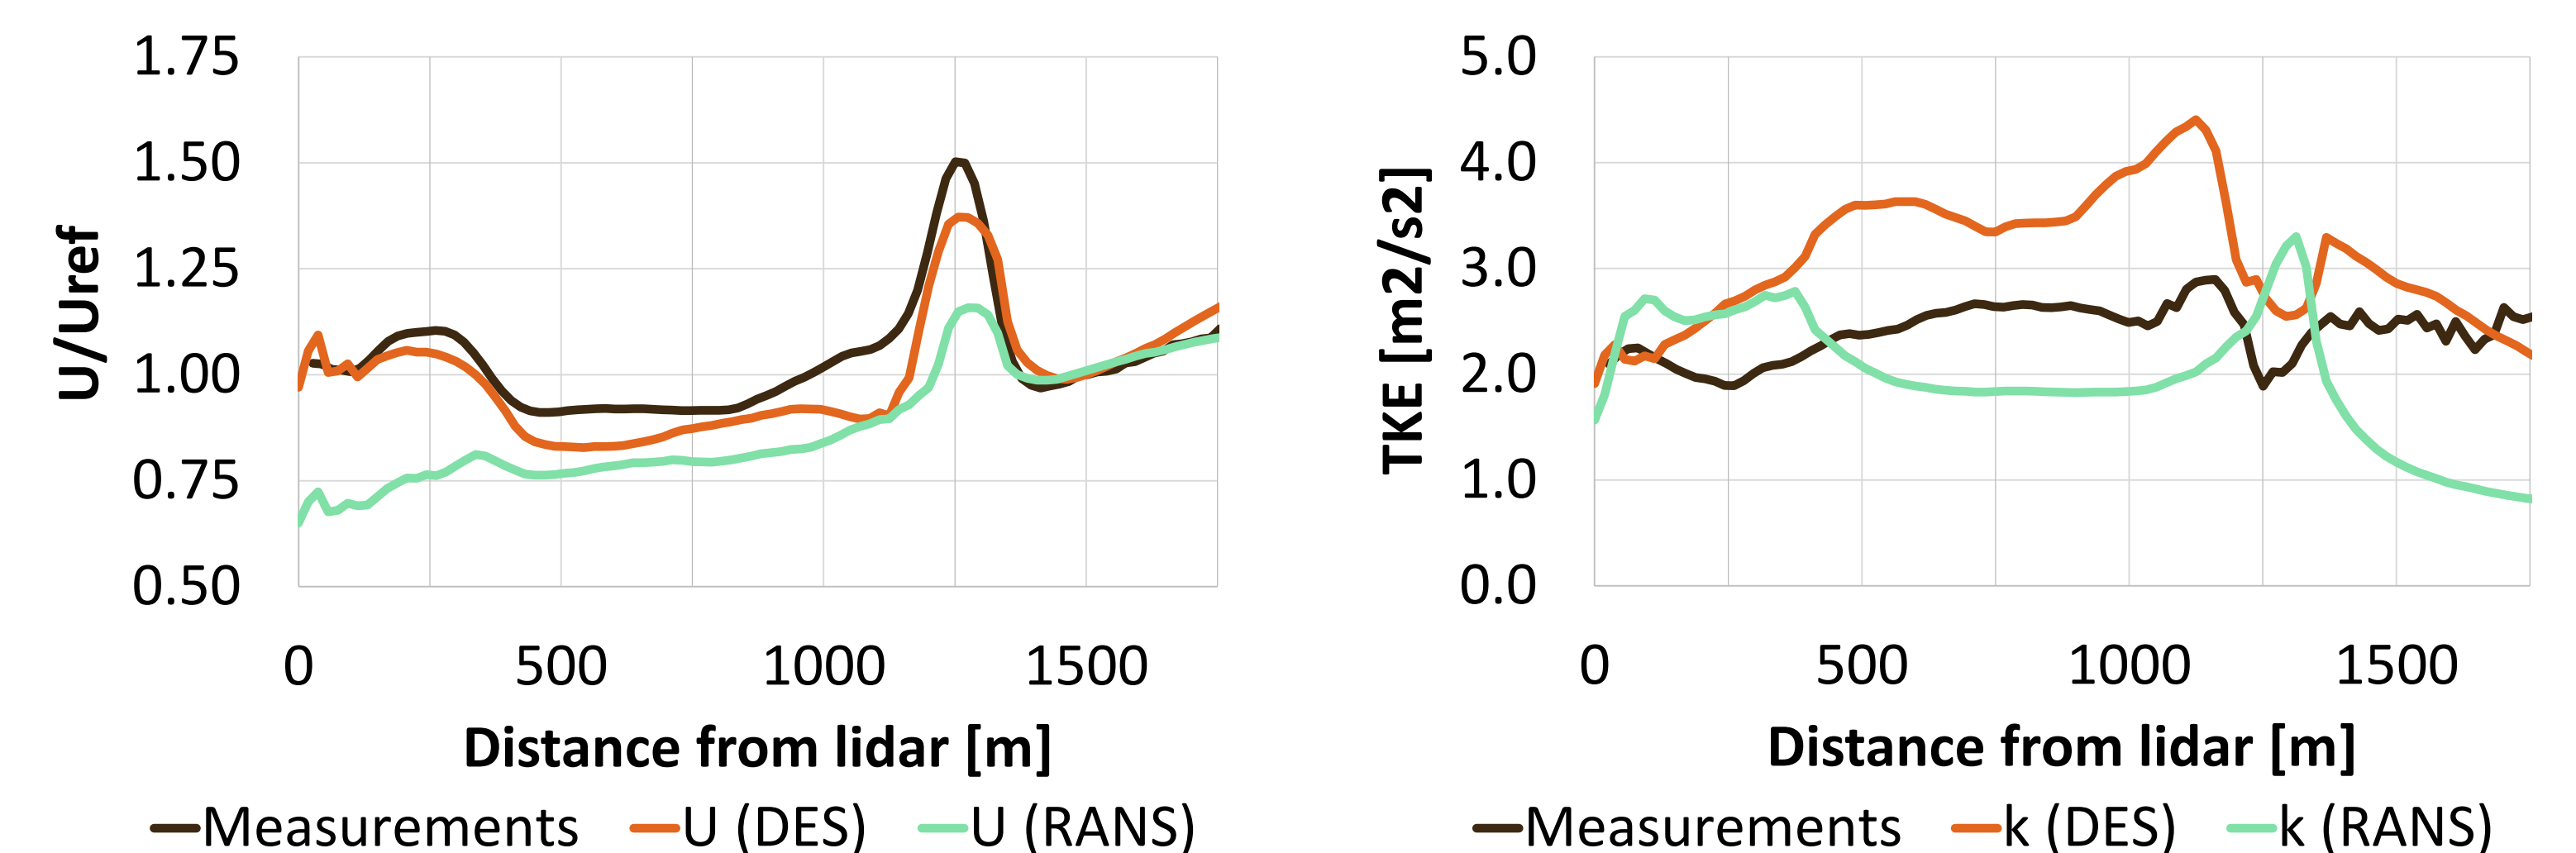 1.75
1.50
1.25
1.00
0.75
0.50
U/Uref
0 500 1000 1500
Distance from lidar [m]
Measurements U (DES) U (RANS)
5.0
4.0
3.0
2.0
1.0
0.0
TKE [m2/s2]
0 500 1000 1500
Distance from lidar [m]
Measurements k (DES) k (RANS)